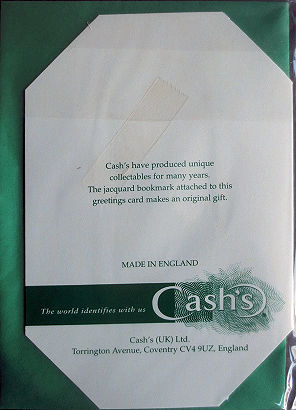 Cash's have produced unique
collectables for many years.
The jacquard bookmark attached to this
greetings card makes an original gift.
MADE IN ENGLAND
The world identifies with us Cash's
Cash's (UK) Ltd.
Torrington Avenue, Coventry CV4 9UZ, England